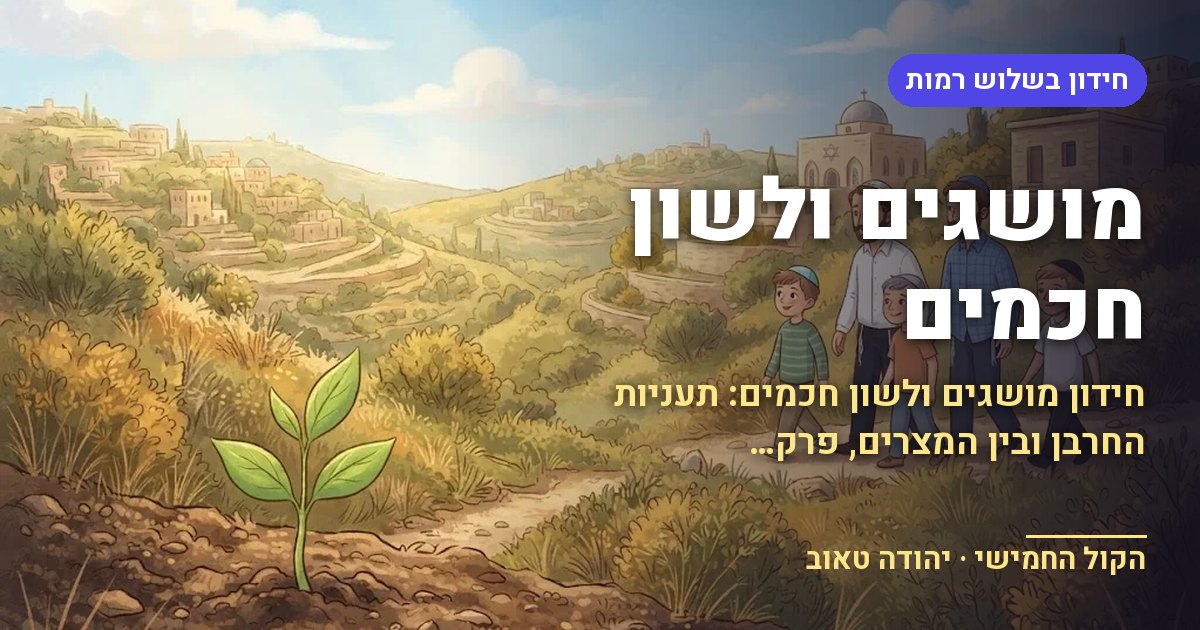 חידון בשלוש רמות
מושגים ולשון
חכמים
חידון מושגים ולשון חכמים: תעניות
החרבן ובין המצרים, פרק...
הקול החמישי · יהודה טאוב